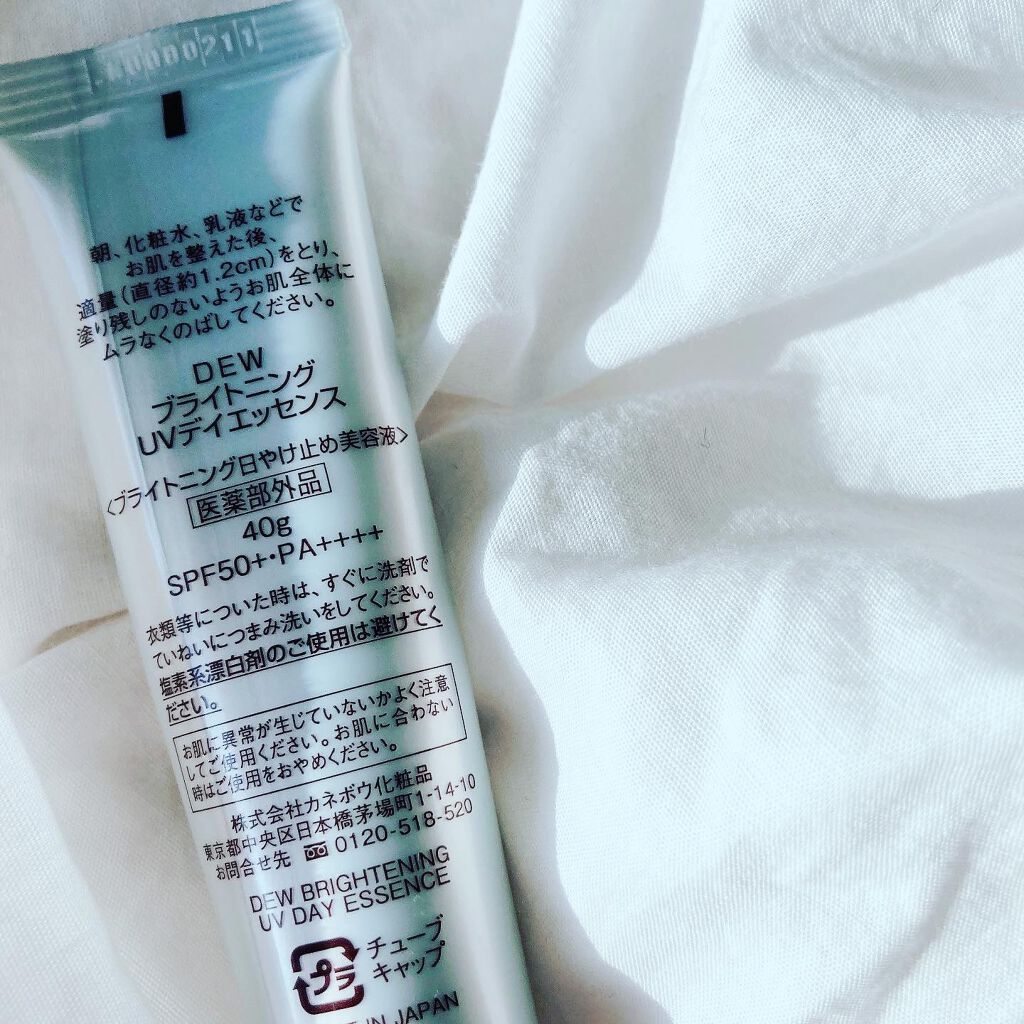 朝、化粧水、乳液などで
お肌を整えた後、
適量(直径約1.2cm)をとり、
塗り残しのないようお肌全体に
ムラなくのばしてください。
DEW
ブライトニング
UVデイエッセンス
<ブライトニング日やけ止め美容液>
医薬部外品
40g
SPF50+・PA++++
衣類等についた時は、すぐに洗剤で
ていねいにつまみ洗いをしてください。
塩素系漂白剤のご使用は避けてく
ださい。
お肌に異常が生じていないかよく注意
してご使用ください。お肌に合わない
時はご使用をおやめください。
株式会社カネボウ化粧品
東京都中央区日本橋茅場町1-14-10
お問合せ先 0120-518-520
DEW BRIGHTENING
UV DAY ESSENCE
プラ
チューブ
キャップ
IN JAPAN